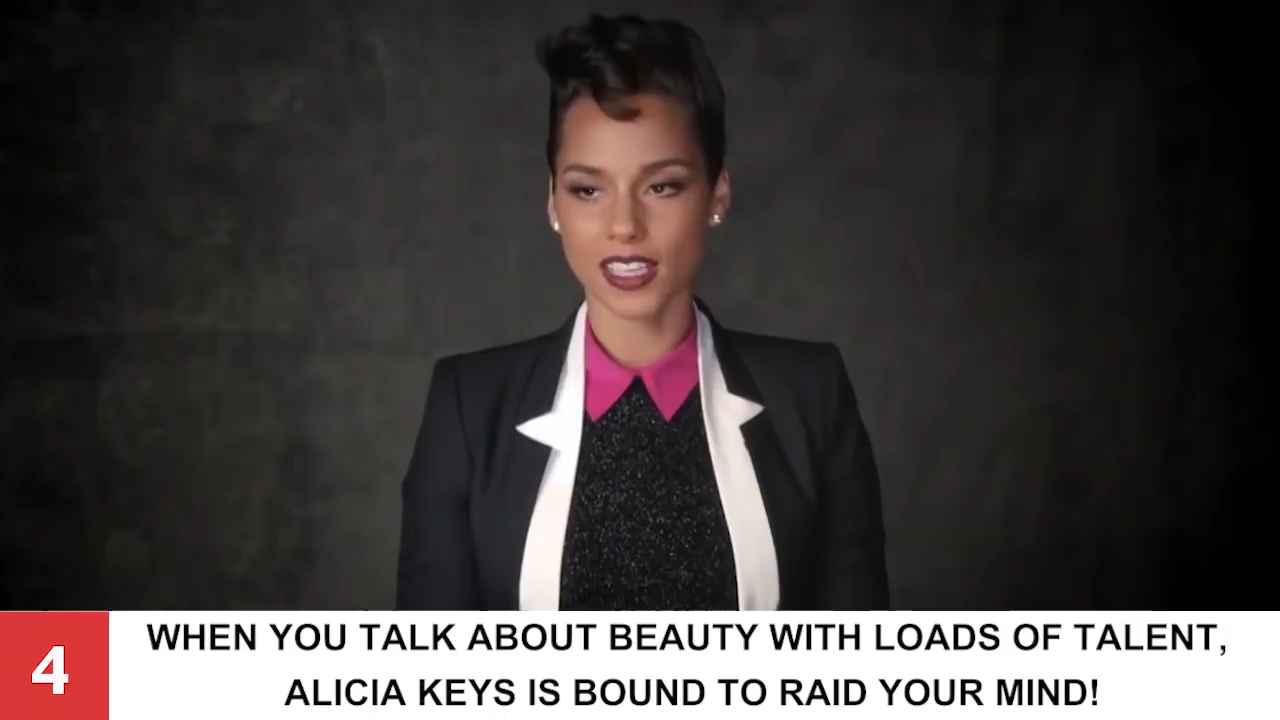 4
WHEN YOU TALK ABOUT BEAUTY WITH LOADS OF TALENT,
ALICIA KEYS IS BOUND TO RAID YOUR MIND!